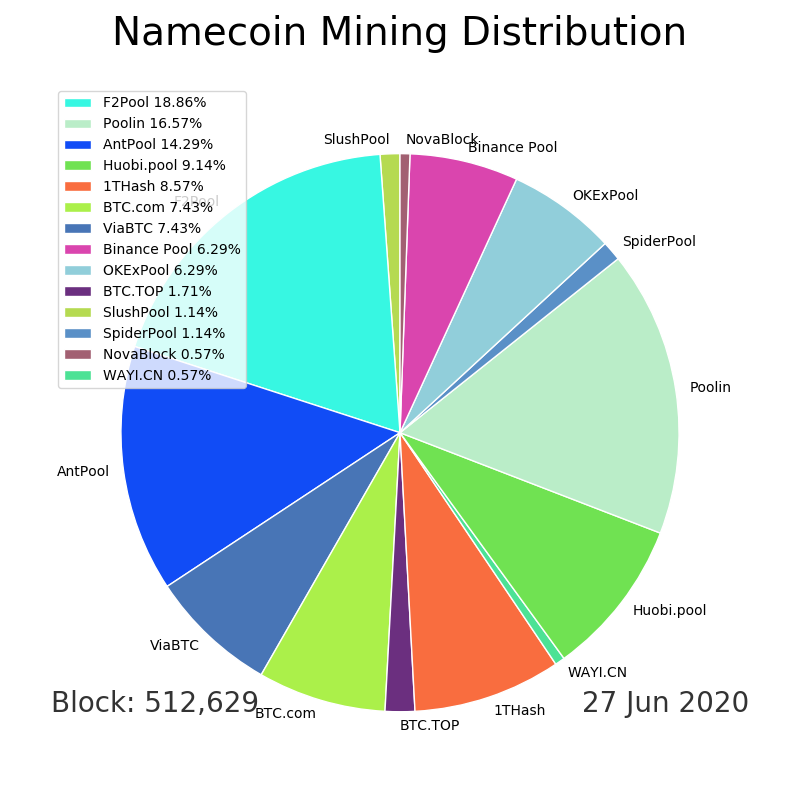 Namecoin Mining Distribution
F2Pool 18.86%
Poolin 16.57%
AntPool 14.29%
Huobi.pool 9.14%
1THash 8.57%
BTC.com 7.43%
ViaBTC 7.43%
Binance Pool 6.29%
OKExPool 6.29%
BTC.TOP 1.71%
SlushPool 1.14%
SpiderPool 1.14%
NovaBlock 0.57%
WAYI.CN 0.57%
SlushPool
NovaBlock
Binance Pool
OKExPool
F2Pool
SpiderPool
Poolin
AntPool
Huobi.pool
ViaBTC
WAYI.CN
Block: 512,629
27 Jun 2020
BTC.com
1THash
BTC.TOP